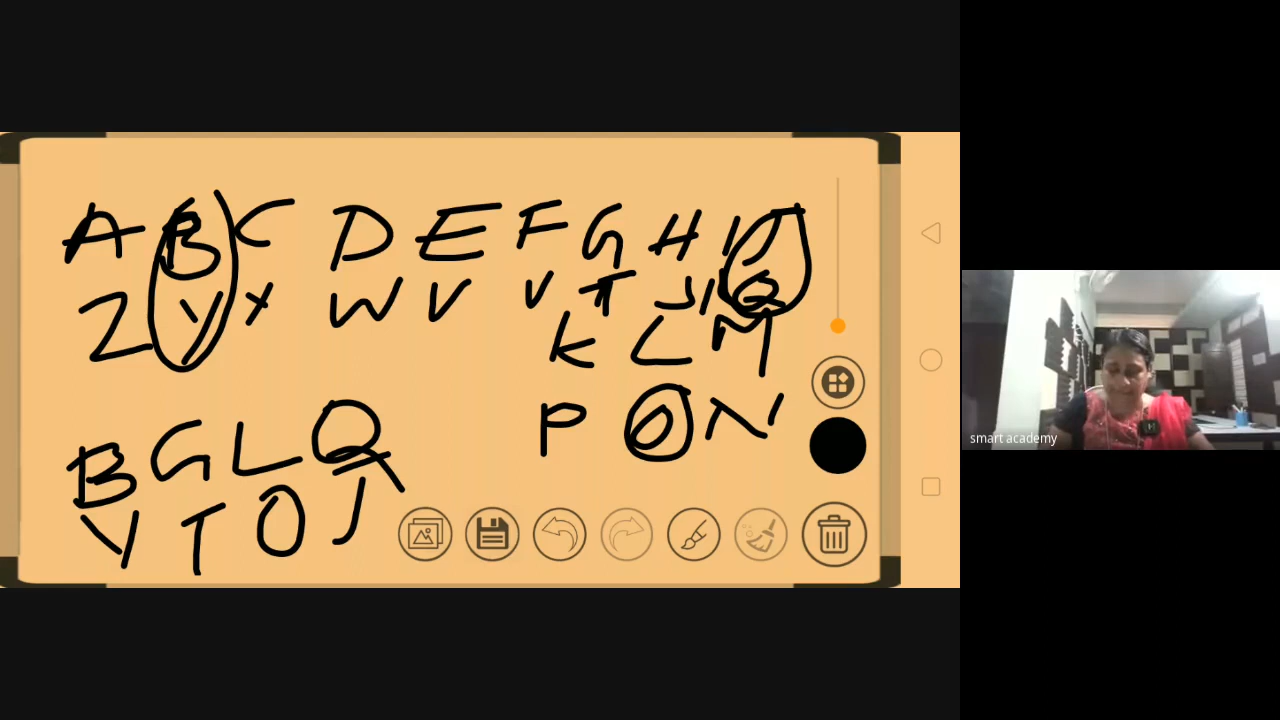 A B C D E F G H I J
Z Y X W V V T S R Q
K L M
P O N
B G L Q
Y T O J
smart academy